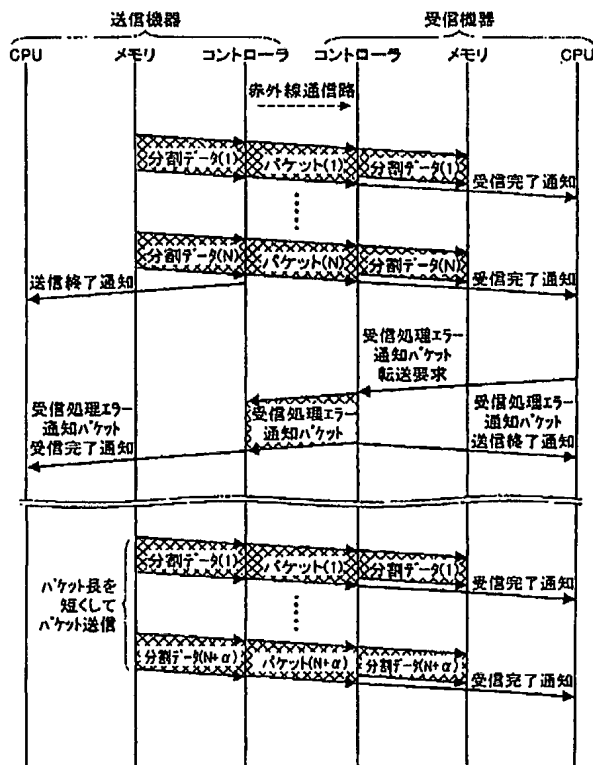 送信機器
受信機器
CPU
メモリ
コントローラ
コントローラ
メモリ
CPU
赤外線通信路
分割データ(1)
パケット(1)
分割データ(1)
受信完了通知
分割データ(N)
パケット(N)
分割データ(N)
送信終了通知
受信完了通知
受信処理エラー
通知パケット
転送要求
受信処理エラー
通知パケット
受信完了通知
受信処理エラー
通知パケット
受信処理エラー
通知パケット
送信終了通知
パケット長を
短くして
パケット送信
分割データ(1)
パケット(1)
分割データ(1)
受信完了通知
分割データ(N+α)
パケット(N+α)
分割データ(N+α)
受信完了通知